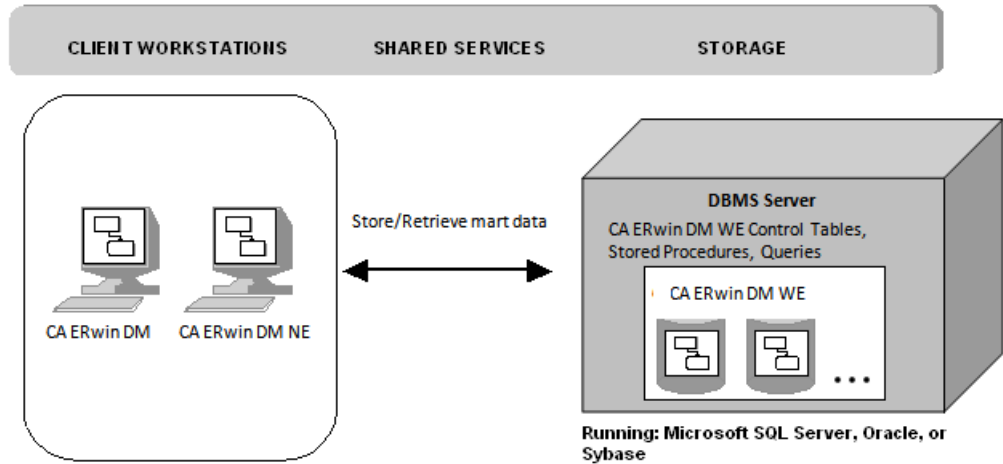 CLIENT WORKSTATIONS SHARED SERVICES STORAGE
Store/Retrieve mart data
CA ERwin DM CA ERwin DM NE
DBMS Server
CA ERwin DM WE Control Tables,
Stored Procedures, Queries
CA ERwin DM WE
...
Running: Microsoft SQL Server, Oracle, or
Sybase